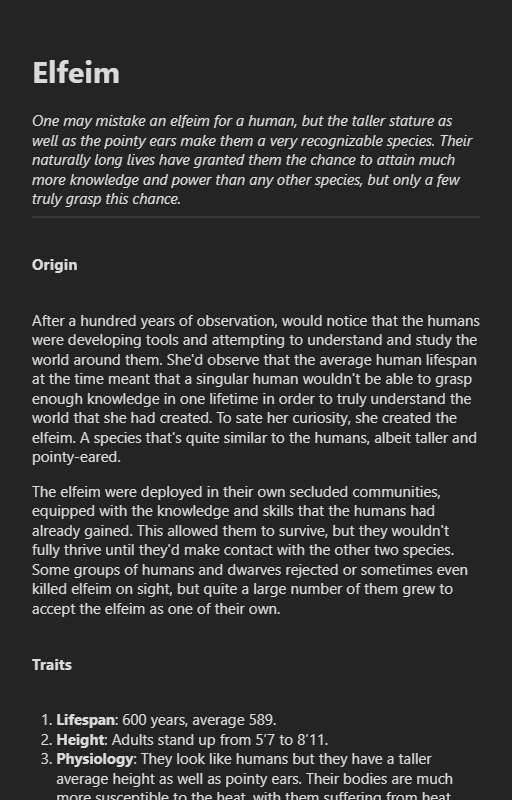 Elfeim
One may mistake an elfeim for a human, but the taller stature as
well as the pointy ears make them a very recognizable species. Their
naturally long lives have granted them the chance to attain much
more knowledge and power than any other species, but only a few
truly grasp this chance.
Origin
After a hundred years of observation, would notice that the humans
were developing tools and attempting to understand and study the
world around them. She'd observe that the average human lifespan
at the time meant that a singular human wouldn't be able to grasp
enough knowledge in one lifetime in order to truly understand the
world that she had created. To sate her curiosity, she created the
elfeim. A species that's quite similar to the humans, albeit taller and
pointy-eared.
The elfeim were deployed in their own secluded communities,
equipped with the knowledge and skills that the humans had
already gained. This allowed them to survive, but they wouldn't
fully thrive until they'd make contact with the other two species.
Some groups of humans and dwarves rejected or sometimes even
killed elfeim on sight, but quite a large number of them grew to
accept the elfeim as one of their own.
Traits
1. Lifespan: 600 years, average 589.
2. Height: Adults stand up from 5'7 to 8'11.
3. Physiology: They look like humans but they have a taller
average height as well as pointy ears. Their bodies are much
more susceptible to the heat, with them suffering from heat